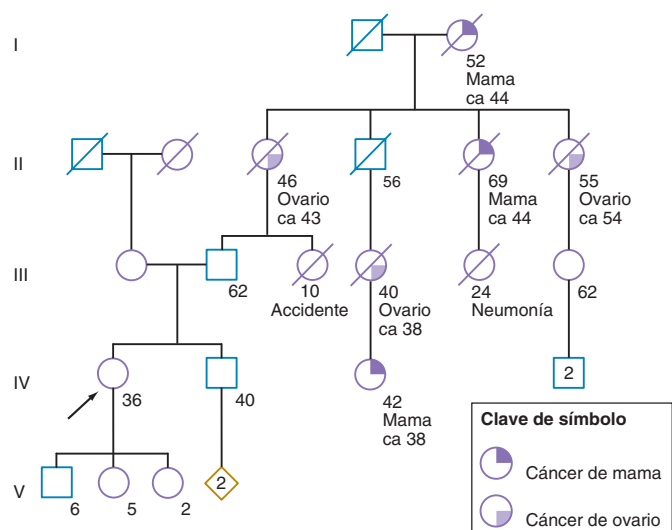 I
52
Mama
ca 44
II
46
Ovario
ca 43
56
69
Mama
ca 44
55
Ovario
ca 54
III
62
10
Accidente
40
Ovario
ca 38
24
Neumonía
62
IV
36
40
42
Mama
ca 38
2
V
6
5
2
2
Clave de símbolo
Cáncer de mama
Cáncer de ovario